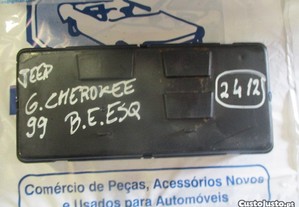 JEEP
G. CHEROKEE
99 B.E.ESQ
2412
Comércio de Peças, Acessórios Novos
e Usados para Automóveis
CustoJusto.pt